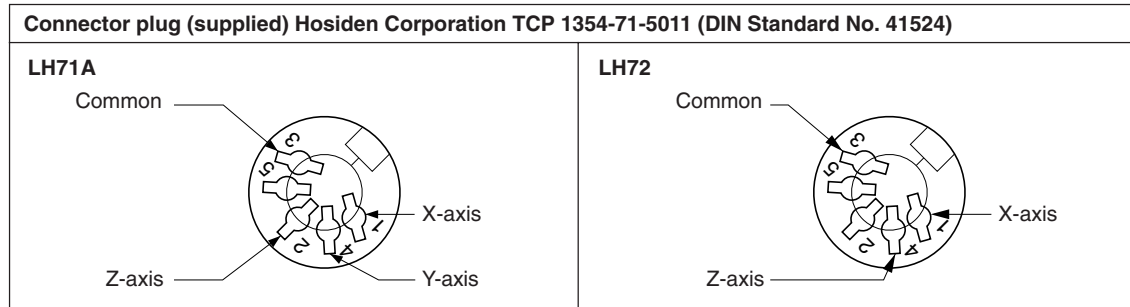 Connector plug (supplied) Hosiden Corporation TCP 1354-71-5011 (DIN Standard No. 41524)
LH71A
Common
3
5
2
4
1
X-axis
Z-axis
Y-axis
LH72
Common
3
5
2
4
1
X-axis
Z-axis